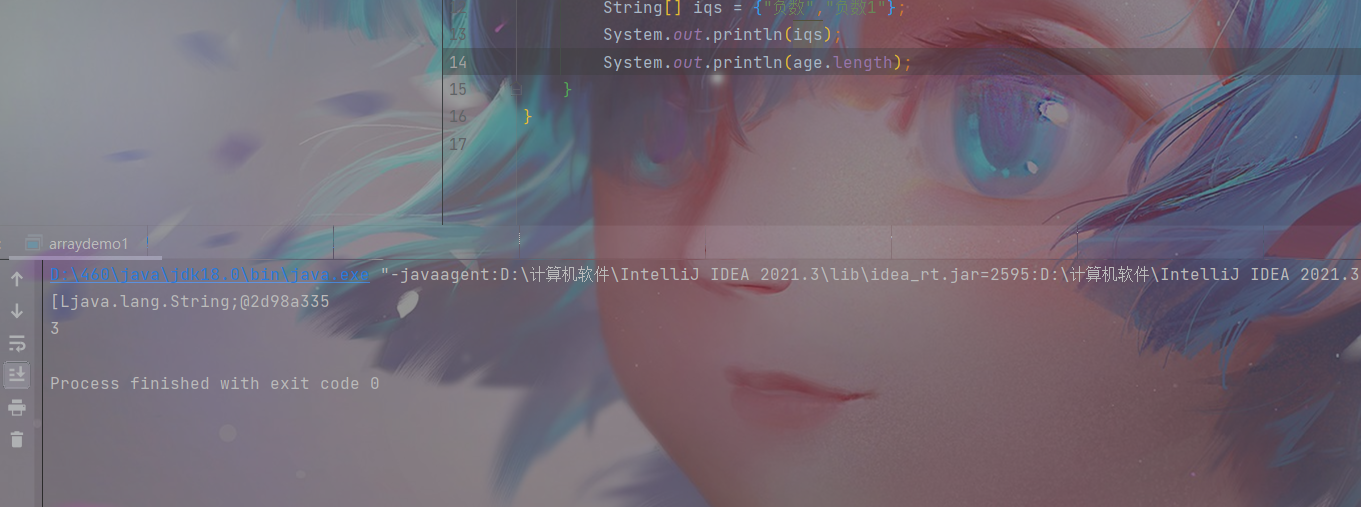 String[] iqs = {"负数","负数1"};
13 System.out.println(iqs);
14 System.out.println(age.length);
15 }
16 }
17
arraydemo1
D:\660\java\jdk18.0\bin\java.exe "-javaagent:D:\计算机软件\IntelliJ IDEA 2021.3\lib\idea_rt.jar=2595:D:\计算机软件\IntelliJ IDEA 2021.3
[Ljava.lang.String;@2d98a335
3
Process finished with exit code 0